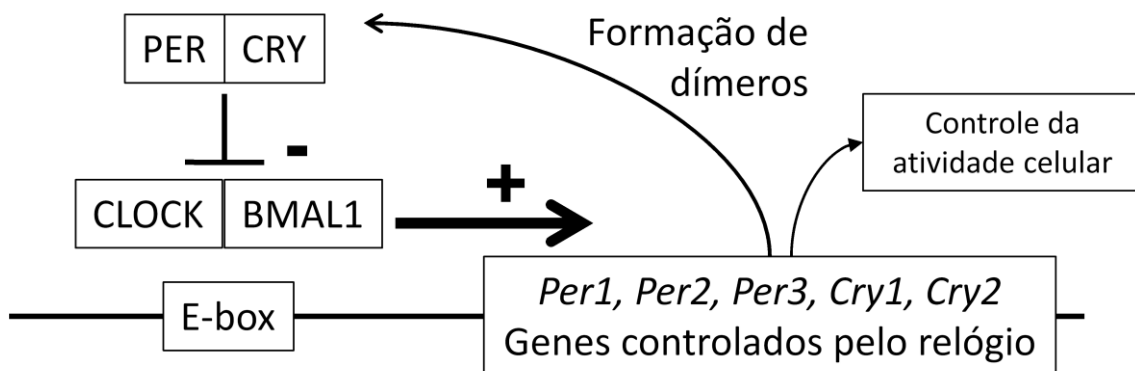 PER CRY
Formação de
dímeros
Controle da
atividade celular
-
+
CLOCK BMAL1
E-box
Per1, Per2, Per3, Cry1, Cry2
Genes controlados pelo relógio